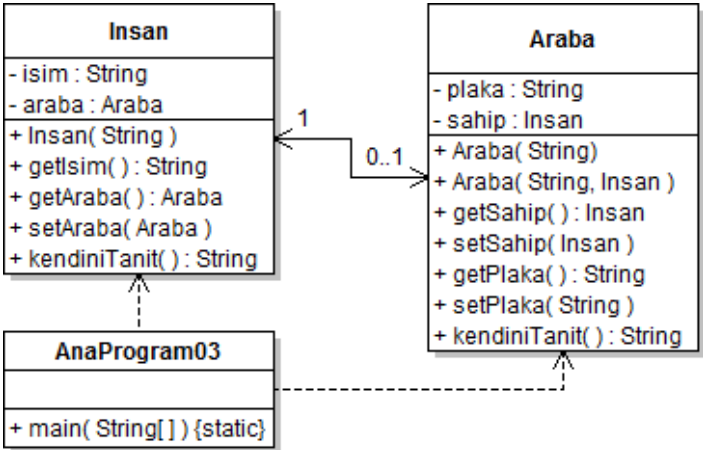 Insan
- isim : String
- araba : Araba
+ Insan( String )
+ getIsim( ) : String
+ getAraba( ) : Araba
+ setAraba( Araba )
+ kendiniTanit( ) : String
1
0..1
Araba
- plaka : String
- sahip : Insan
+ Araba( String)
+ Araba( String, Insan )
+ getSahip( ) : Insan
+ setSahip( Insan )
+ getPlaka( ) : String
+ setPlaka( String )
+ kendiniTanit( ) : String
AnaProgram03
+ main( String[ ] ) {static}